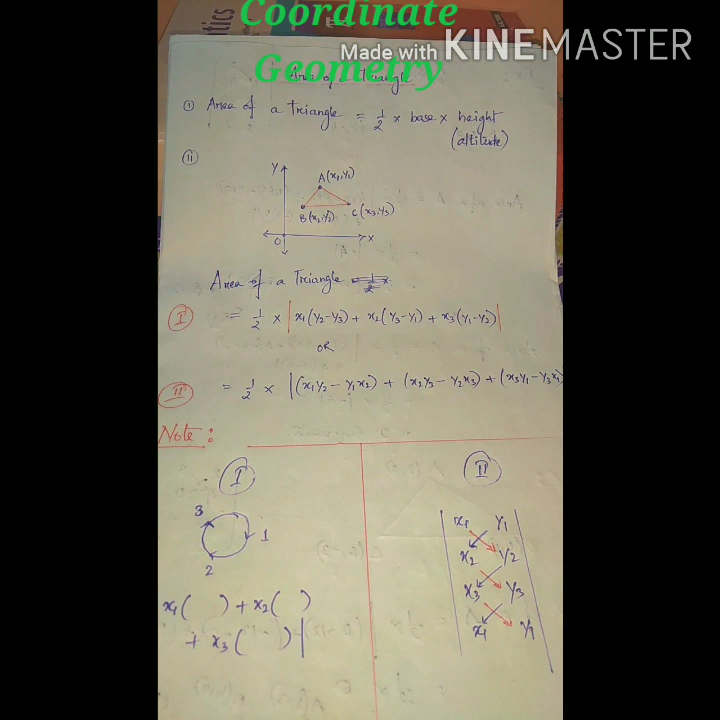 Coordinate
Geometry
Made with KINEMASTER
Area of a Triangle
(i) Area of a Triangle = 1/2 × base × height
(altitude)
(ii)
Y
A(x₁,y₁)
B(x₂,y₂)
C(x₃,y₃)
O
X
Area of a Triangle
I = 1/2 × |x₁(y₂-y₃) + x₂(y₃-y₁) + x₃(y₁-y₂)|
OR
II = 1/2 × |(x₁y₂ - y₁x₂) + (x₂y₃ - y₂x₃) + (x₃y₁ - y₃x₁)
Note :
I
3
1
2
x₁( ) + x₂( )
+ x₃( )|
II
x₁ y₁
x₂ y₂
x₃ y₃
x₁ y₁